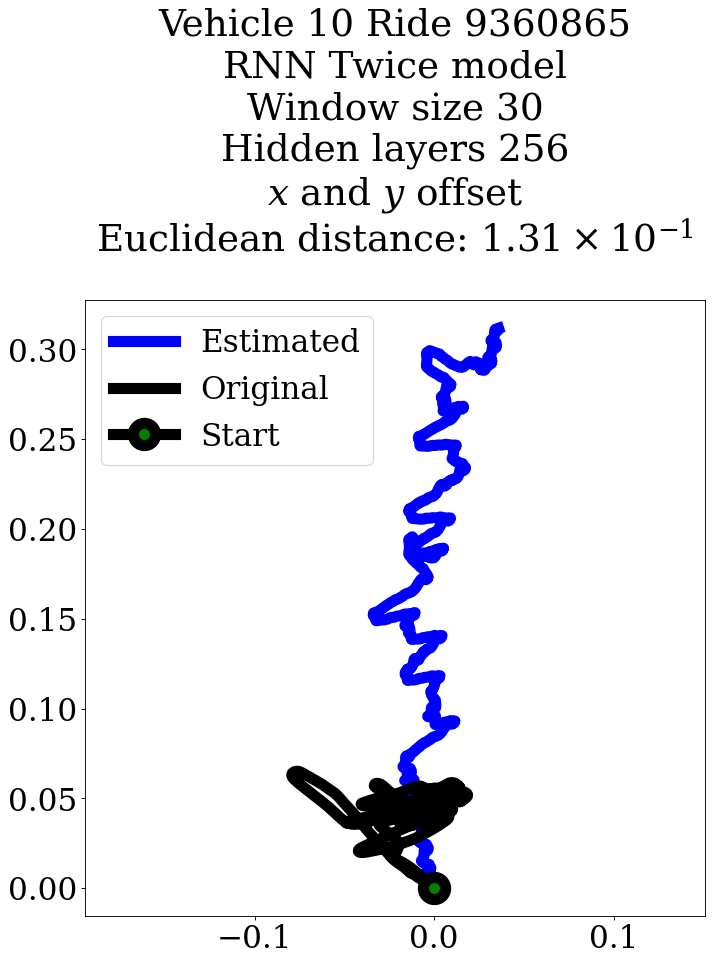 Vehicle 10 Ride 9360865
RNN Twice model
Window size 30
Hidden layers 256
x and y offset
Euclidean distance: 1.31 × 10⁻¹
Estimated
Original
Start
0.30
0.25
0.20
0.15
0.10
0.05
0.00
−0.1 0.0 0.1